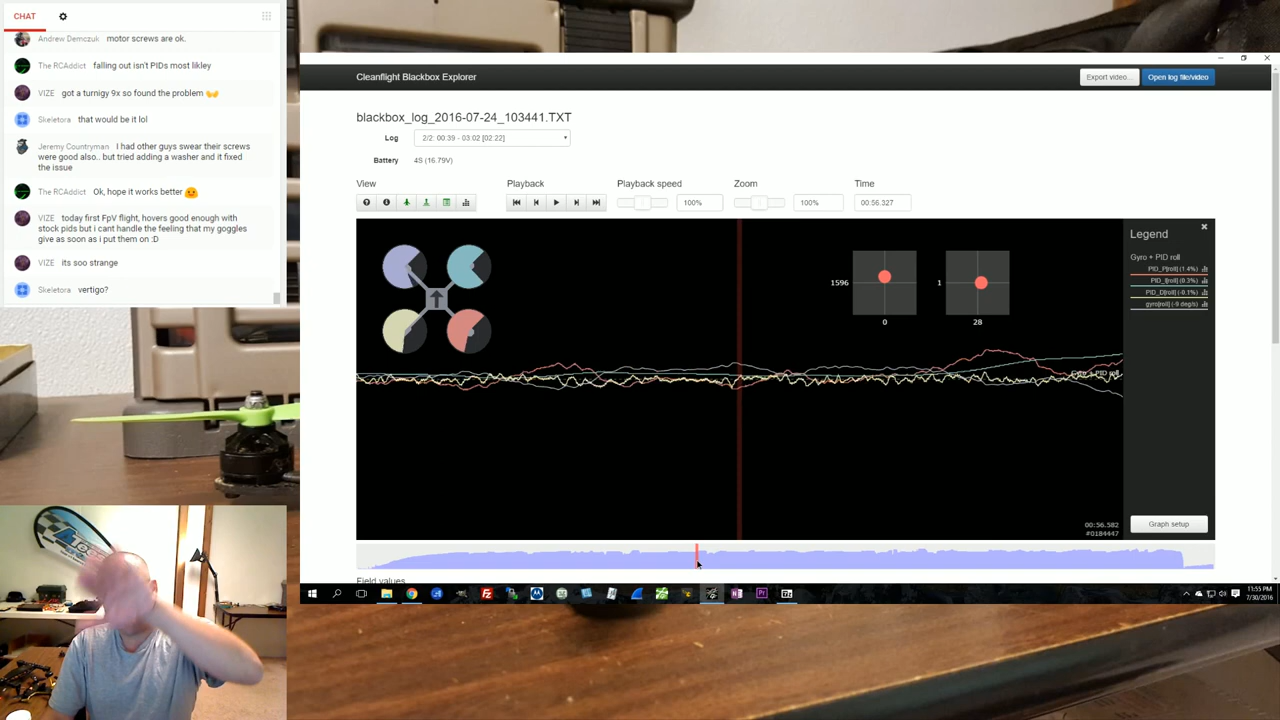 CHAT
Andrew Demczuk motor screws are ok.
The RCAddict falling out isn't PIDs most likley
VIZE got a turnigy 9x so found the problem
Skeletora that would be it lol
Jeremy Countryman I had other guys swear their screws
were good also.. but tried adding a washer and it fixed
the issue
The RCAddict Ok, hope it works better
VIZE today first FpV flight, hovers good enough with
stock pids but i cant handle the feeling that my goggles
give as soon as i put them on :D
VIZE its soo strange
Skeletora vertigo?
Cleanflight Blackbox Explorer
Export video...
Open log file/video
blackbox_log_2016-07-24_103441.TXT
Log 2/2: 00:39 - 03:02 [02:22]
Battery 4S (16.79V)
View Playback Playback speed Zoom Time
100% 100% 00:56.327
Legend
Gyro + PID roll
PID_P[roll] (1.4%)
PID_I[roll] (0.3%)
PID_D[roll] (-0.1%)
gyro[roll] (-9 deg/s)
1596 1
0 28
Gyro + PID roll
00:56.582
#0184447
Graph setup
Field values
11:55 PM
7/30/2016